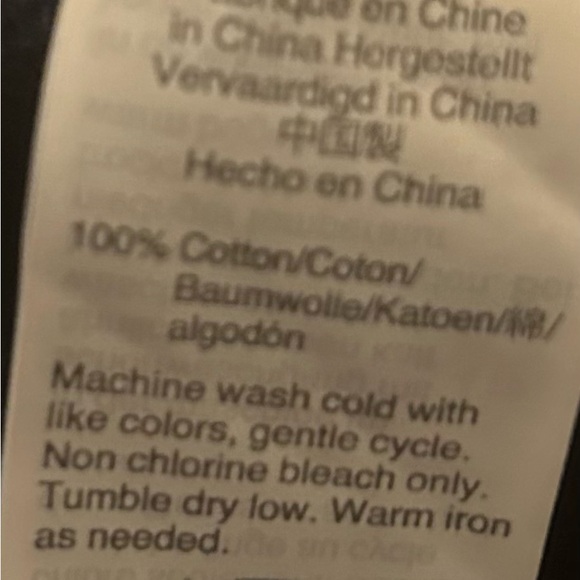 en Chine
in China Hergestellt
Vervaardigd in China
中国製
Hecho en China
100% Cotton/Coton/
Baumwolle/Katoen/綿/
algodón
Machine wash cold with
like colors, gentle cycle.
Non chlorine bleach only.
Tumble dry low. Warm iron
as needed.